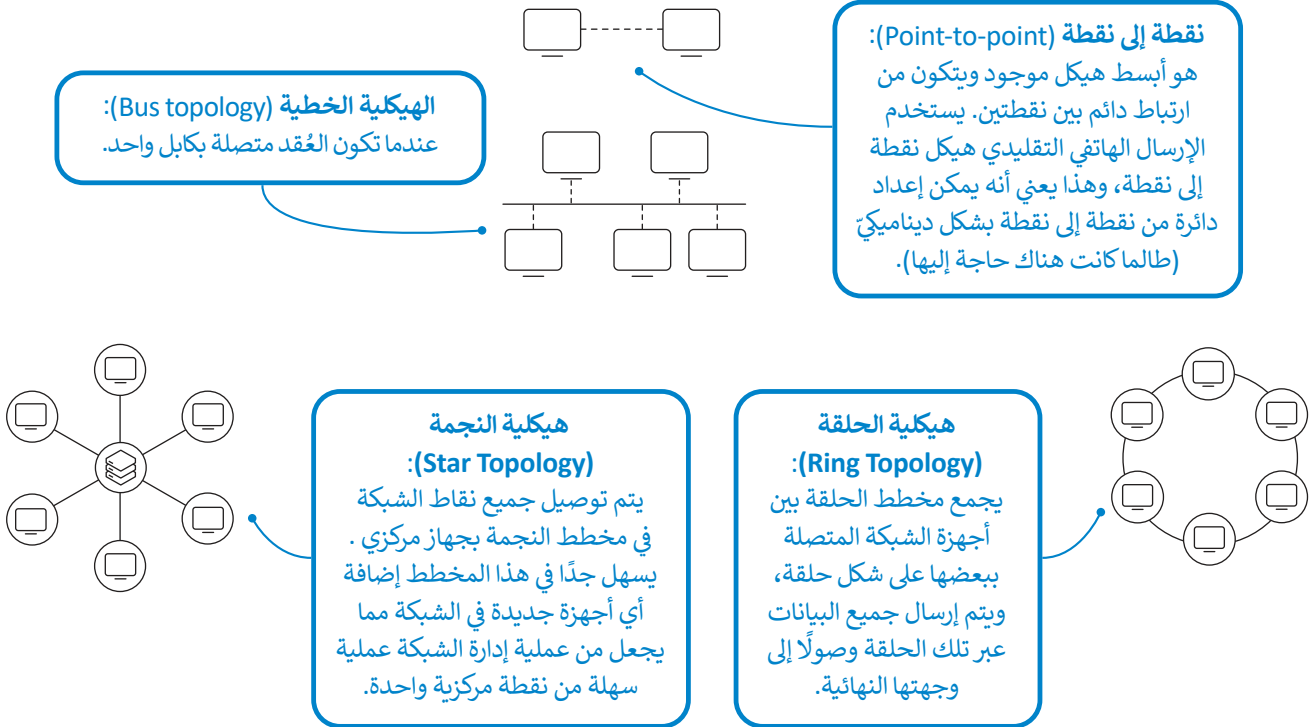 نقطة إلى نقطة (Point-to-point):
هو أبسط هيكل موجود ويتكون من
ارتباط دائم بين نقطتين. يستخدم
الإرسال الهاتفي التقليدي هيكل نقطة
إلى نقطة، وهذا يعني أنه يمكن إعداد
دائرة من نقطة إلى نقطة بشكل ديناميكيّ
(طالما كانت هناك حاجة إليها).
الهيكلية الخطية (Bus topology):
عندما تكون العُقد متصلة بكابل واحد.
هيكلية الحلقة
(Ring Topology):
يجمع مخطط الحلقة بين
أجهزة الشبكة المتصلة
ببعضها على شكل حلقة،
ويتم إرسال جميع البيانات
عبر تلك الحلقة وصولًا إلى
وجهتها النهائية.
هيكلية النجمة
(Star Topology):
يتم توصيل جميع نقاط الشبكة
في مخطط النجمة بجهاز مركزي .
يسهل جدًا في هذا المخطط إضافة
أي أجهزة جديدة في الشبكة مما
يجعل من عملية إدارة الشبكة عملية
سهلة من نقطة مركزية واحدة.